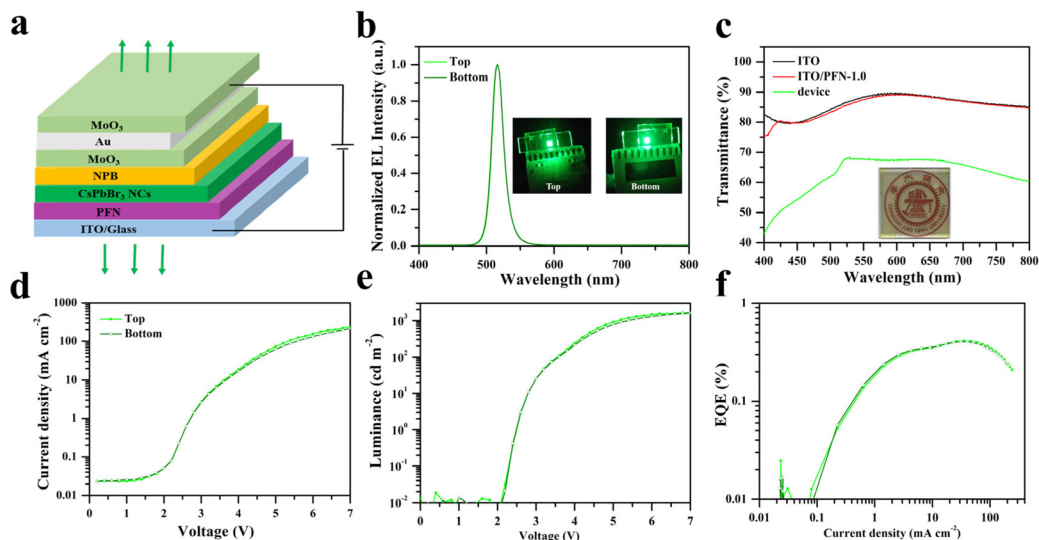 a
MoO₃
Au
MoO₃
NPB
CsPbBr₃ NCs
PFN
ITO/Glass
b
Normalized EL Intensity (a.u.)
1.0
0.8
0.6
0.4
0.2
0.0
Top
Bottom
Top
Bottom
400 500 600 700 800
Wavelength (nm)
c
Transmittance (%)
100
90
80
70
60
50
40
ITO
ITO/PFN-1.0
device
400 450 500 550 600 650 700 750 800
Wavelength (nm)
d
Current density (mA cm⁻²)
1000
100
10
1
0.1
0.01
Top
Bottom
0 1 2 3 4 5 6 7
Voltage (V)
e
Luminance (cd m⁻²)
10³
10²
10¹
10⁰
10⁻¹
10⁻²
Top
Bottom
0 1 2 3 4 5 6 7
Voltage (V)
f
EQE (%)
1
0.1
0.01
0.01 0.1 1 10 100
Current density (mA cm⁻²)